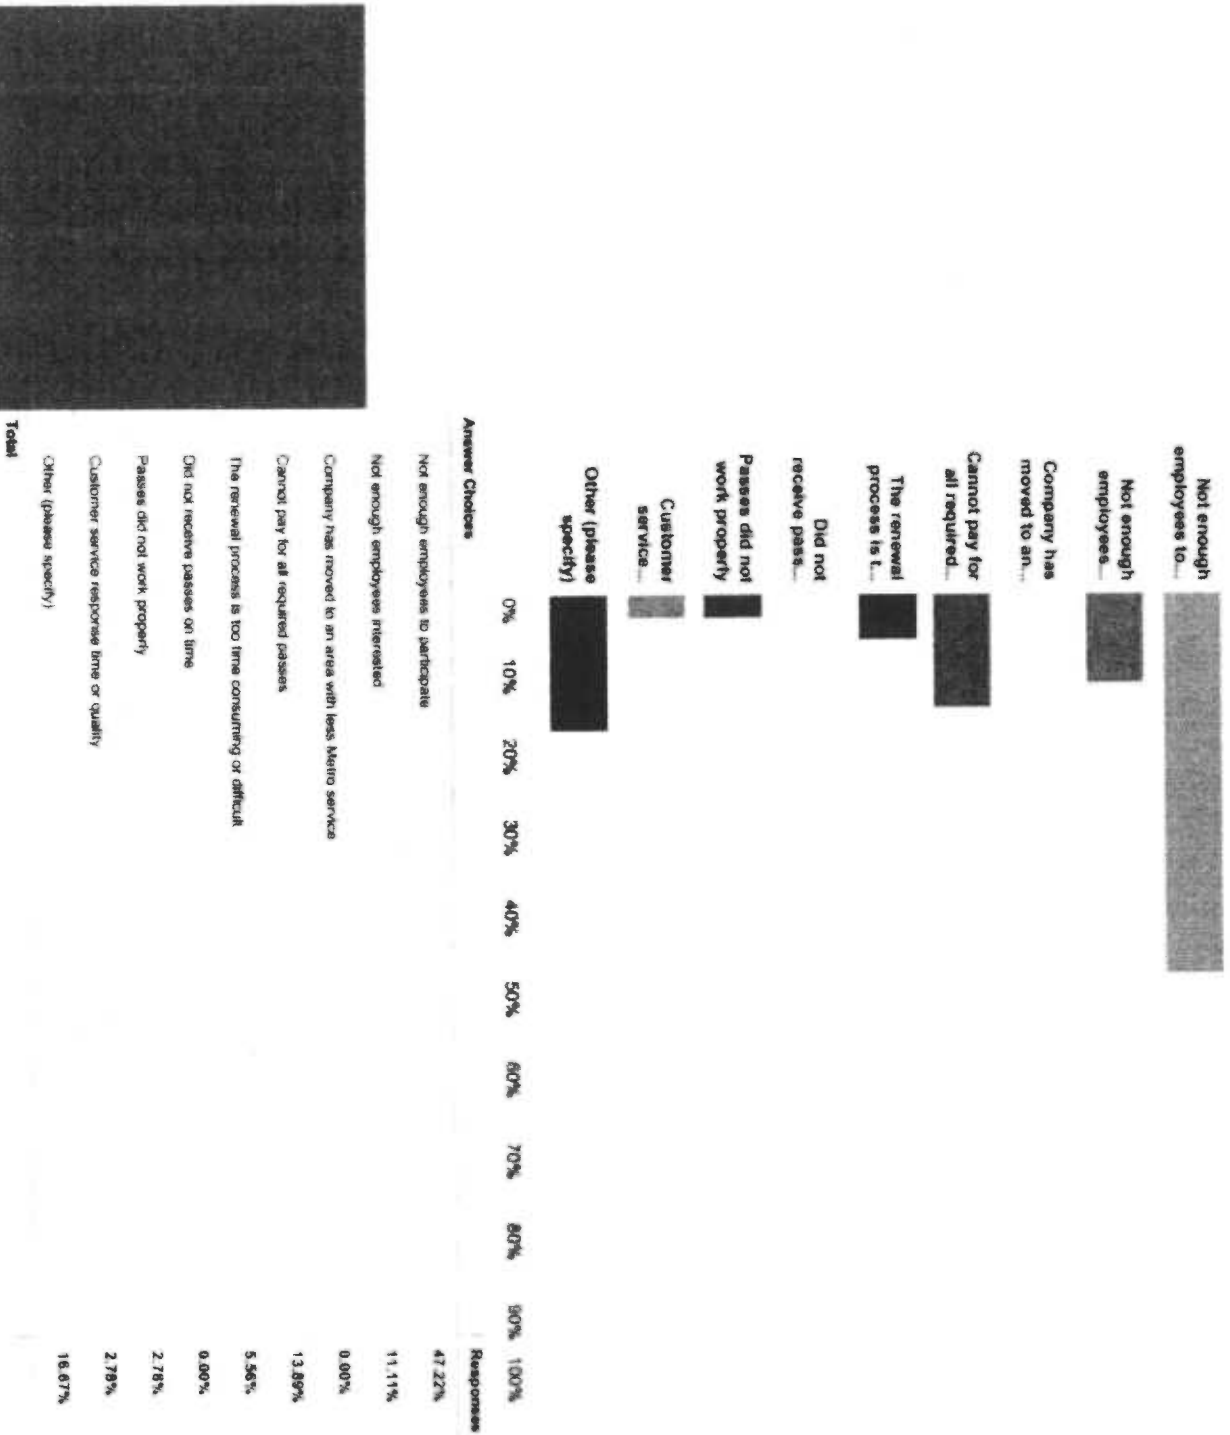 Not enough
employees to...
Not enough
employees...
Company has
moved to an...
Cannot pay for
all required...
The renewal
process is t...
Did not
receive pass...
Passes did not
work properly
Customer
service...
Other (please
specify)
0% 10% 20% 30% 40% 50% 60% 70% 80% 90% 100%
Answer Choices Responses
Not enough employees to participate 47.22%
Not enough employees interested 11.11%
Company has moved to an area with less Metro service 0.00%
Cannot pay for all required passes 13.89%
The renewal process is too time consuming or difficult 5.56%
Did not receive passes on time 0.00%
Passes did not work properly 2.78%
Customer service response time or quality 2.78%
Other (please specify) 16.67%
Total